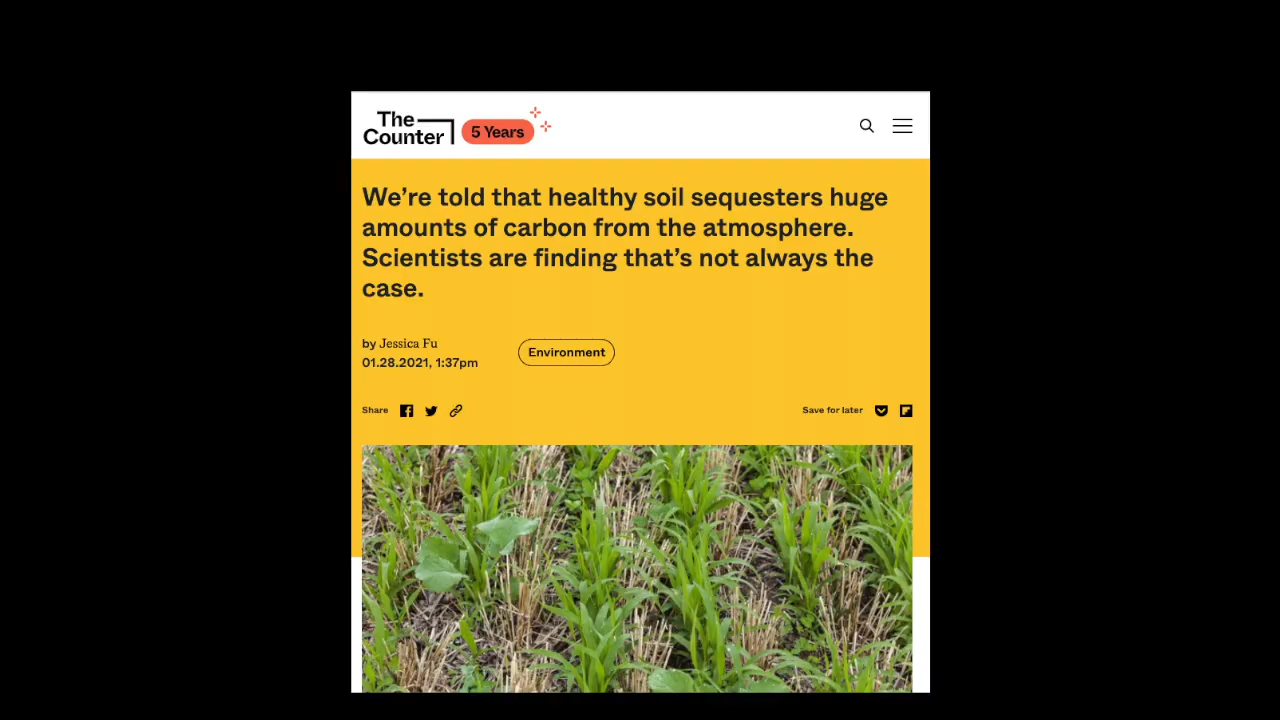 The
Counter
5 Years
We're told that healthy soil sequesters huge
amounts of carbon from the atmosphere.
Scientists are finding that's not always the
case.
by Jessica Fu
01.28.2021, 1:37pm
Environment
Share
Save for later